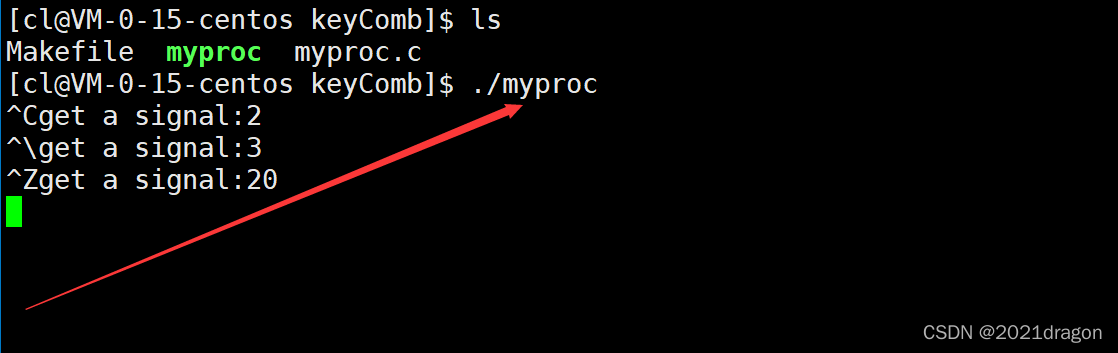 [cl@VM-0-15-centos keyComb]$ ls
Makefile  myproc  myproc.c
[cl@VM-0-15-centos keyComb]$ ./myproc
^Cget a signal:2
^\get a signal:3
^Zget a signal:20
CSDN @2021dragon